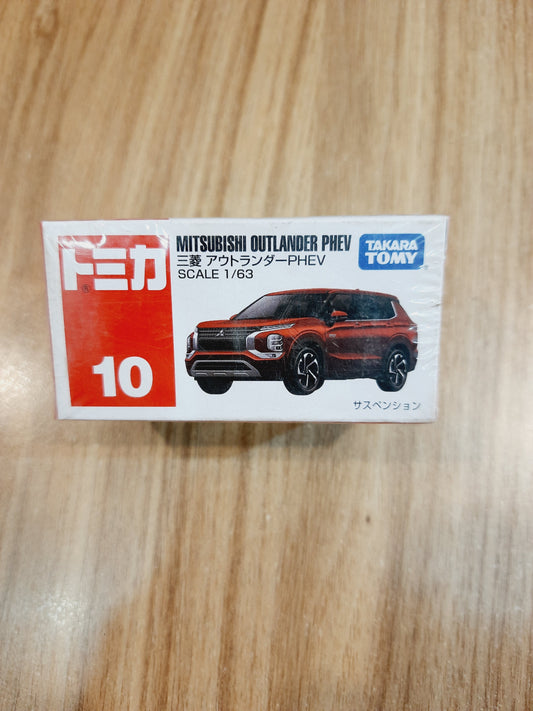 トミカ
®
10
MITSUBISHI OUTLANDER PHEV
三菱 アウトランダーPHEV
SCALE 1/63
TAKARA
TOMY
サスペンション